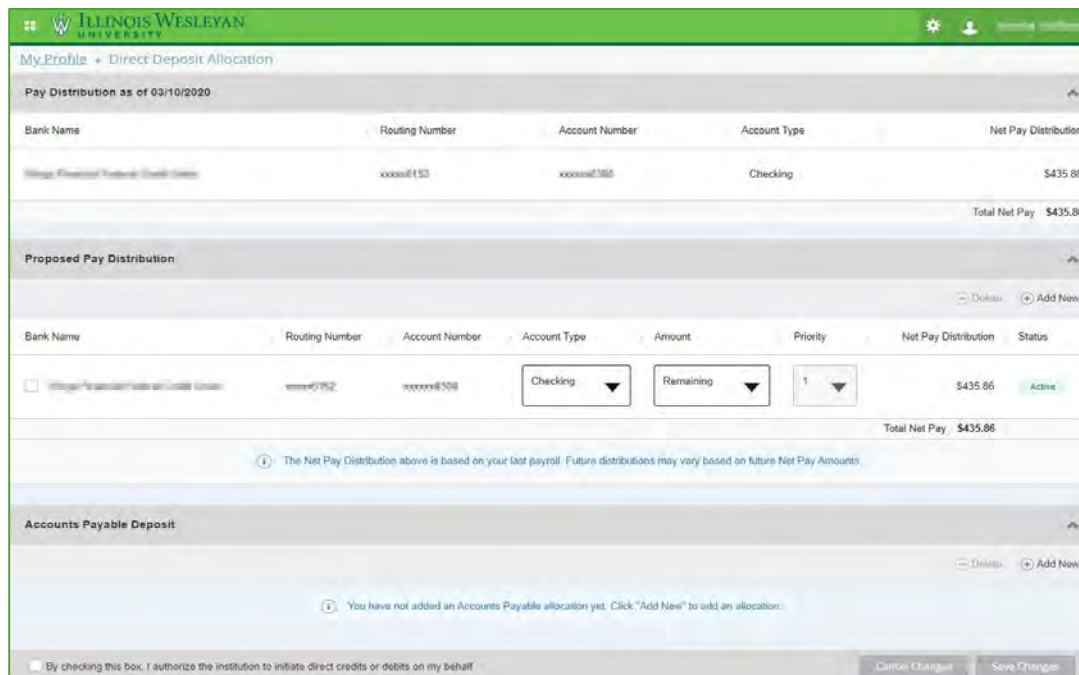 ILLINOIS WESLEYAN
UNIVERSITY
My Profile • Direct Deposit Allocation
Pay Distribution as of 03/10/2020
Bank Name Routing Number Account Number Account Type Net Pay Distribution
Checking $435.86
Total Net Pay $435.8
Proposed Pay Distribution
Delete Add New
Bank Name Routing Number Account Number Account Type Amount Priority Net Pay Distribution Status
Checking Remaining 1 $435.86 Active
Total Net Pay $435.86
The Net Pay Distribution above is based on your last payroll. Future distributions may vary based on future Net Pay Amounts.
Accounts Payable Deposit
Delete Add New
You have not added an Accounts Payable allocation yet. Click "Add New" to add an allocation.
By checking this box, I authorize the institution to initiate direct credits or debits on my behalf Cancel Changes Save Changes